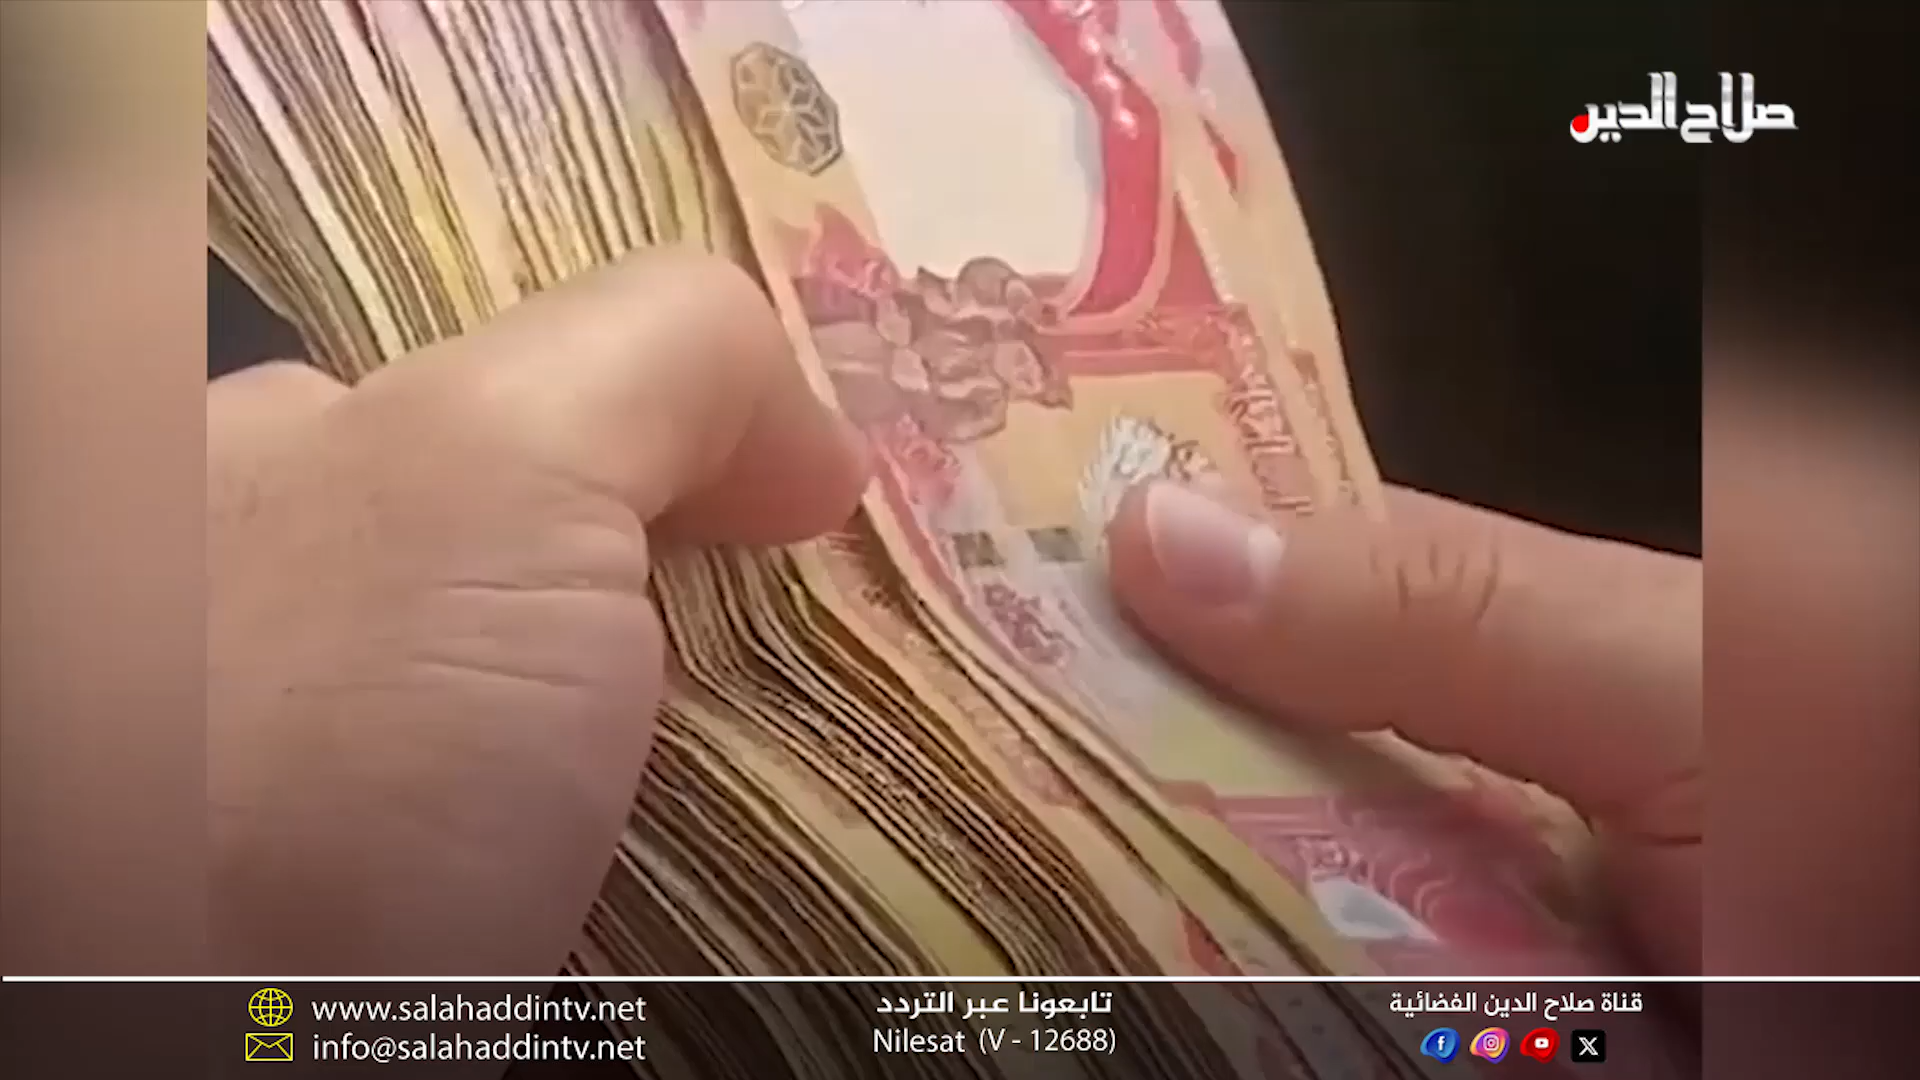 صلاح الدين
www.salahaddintv.net
info@salahaddintv.net
تابعونا عبر التردد
Nilesat (V - 12688)
قناة صلاح الدين الفضائية